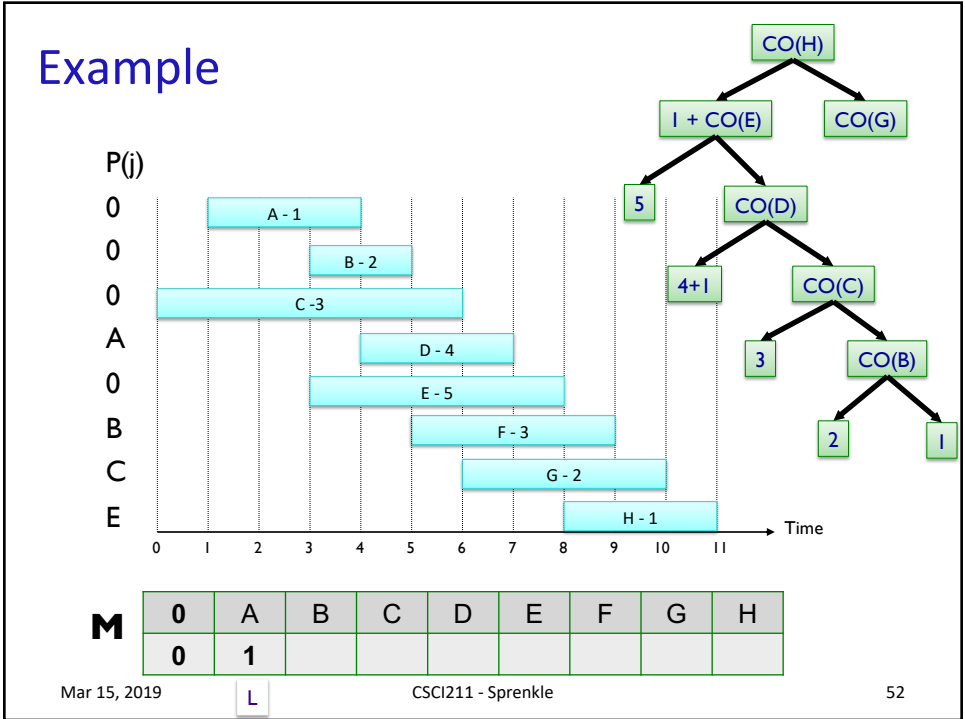 Example
CO(H)
1 + CO(E)
CO(G)
5
CO(D)
4+1
CO(C)
3
CO(B)
2
1
P(j)
0
A - 1
0
B - 2
0
C -3
A
D - 4
0
E - 5
B
F - 3
C
G - 2
E
H - 1
Time
0 1 2 3 4 5 6 7 8 9 10 11
M
0 A B C D E F G H
0 1
Mar 15, 2019
L
CSCI211 - Sprenkle
52